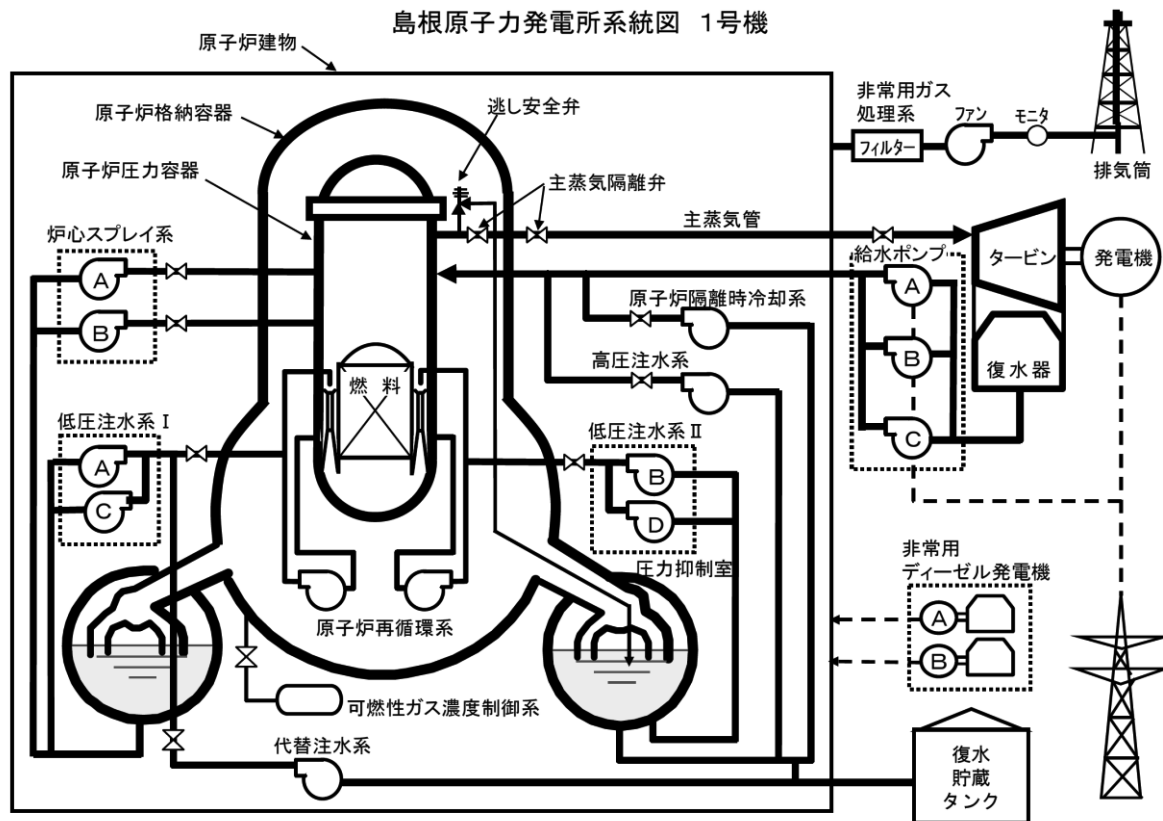 島根原子力発電所系統図 1号機
原子炉建物
原子炉格納容器
逃し安全弁
原子炉圧力容器
主蒸気隔離弁
非常用ガス
処理系
フィルター
ファン
モニタ
排気筒
炉心スプレイ系
A
B
主蒸気管
タービン
発電機
給水ポンプ
A
B
C
復水器
原子炉隔離時冷却系
高圧注水系
燃 料
低圧注水系Ⅰ
A
C
低圧注水系Ⅱ
B
D
圧力抑制室
原子炉再循環系
非常用
ディーゼル発電機
A
B
可燃性ガス濃度制御系
代替注水系
復水
貯蔵
タンク